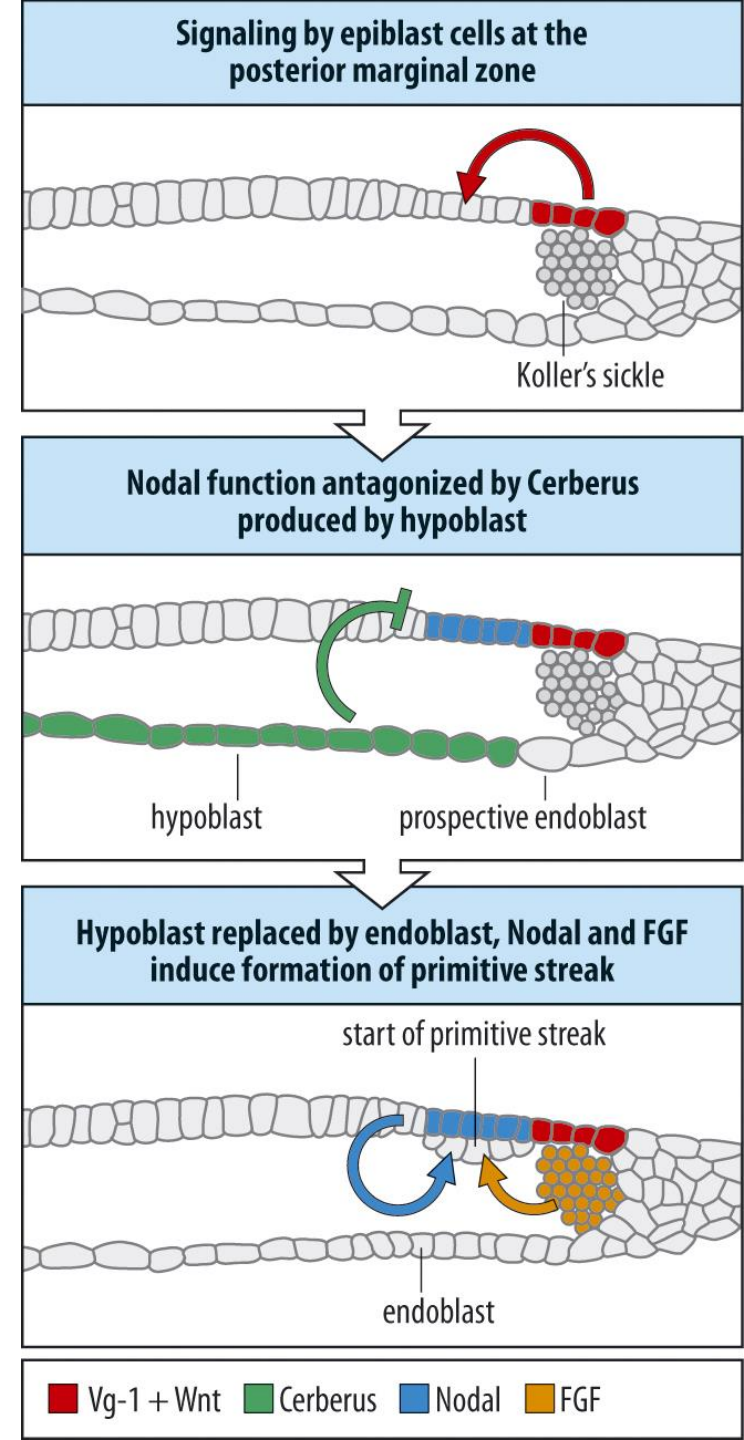 Signaling by epiblast cells at the
posterior marginal zone
Koller’s sickle
Nodal function antagonized by Cerberus
produced by hypoblast
hypoblast
prospective endoblast
Hypoblast replaced by endoblast, Nodal and FGF
induce formation of primitive streak
start of primitive streak
endoblast
Vg-1 + Wnt Cerberus Nodal FGF